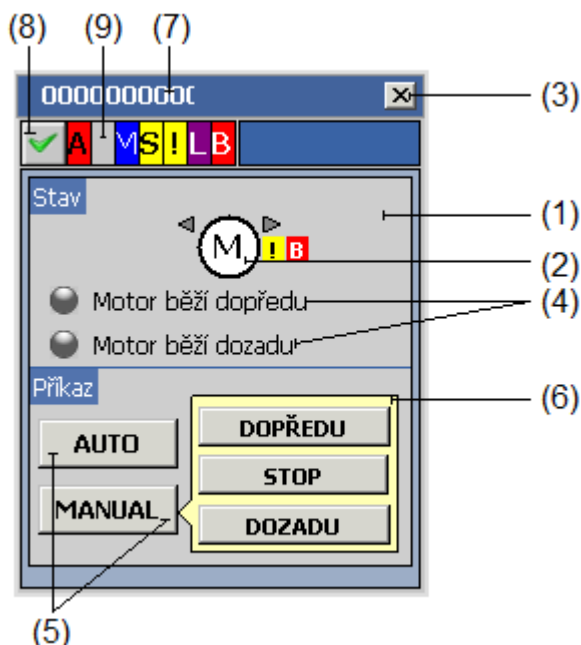 (8) (9) (7)
0000000000 (3)
A M S ! L B
Stav
(1)
M ! B
(2)
Motor běží dopředu (4)
Motor běží dozadu
Příkaz
(6)
AUTO DOPŘEDU
STOP
MANUAL DOZADU
(5)